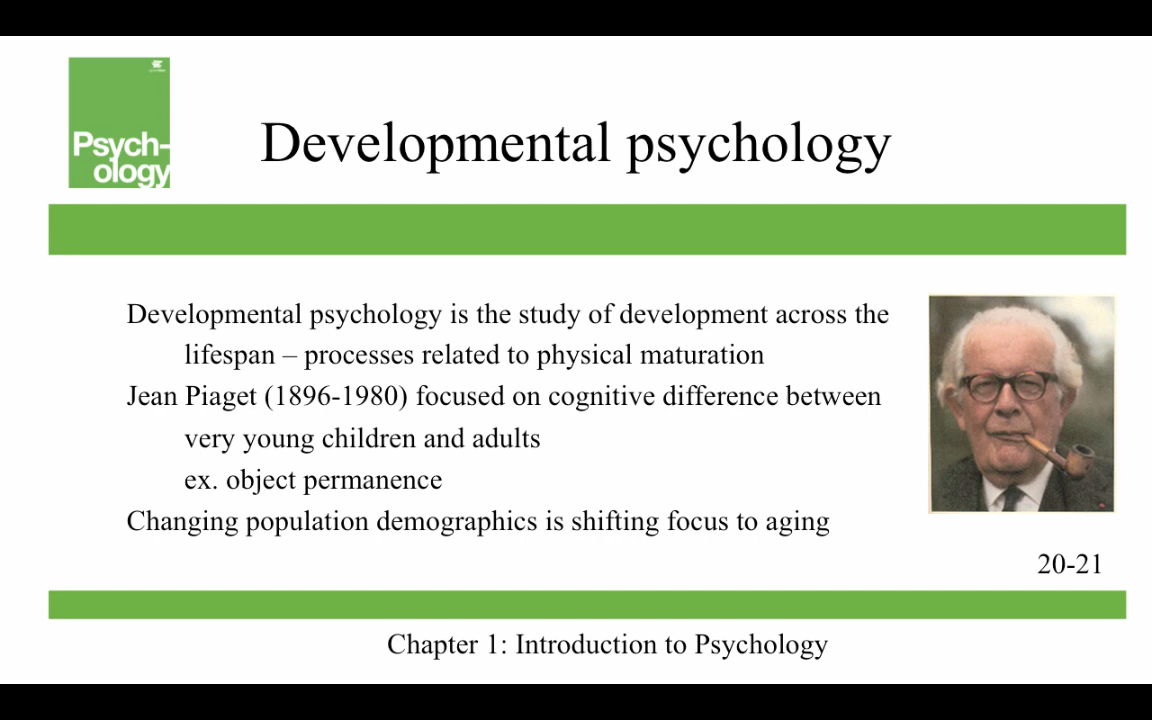 Psych-
ology
Developmental psychology
Developmental psychology is the study of development across the
lifespan – processes related to physical maturation
Jean Piaget (1896-1980) focused on cognitive difference between
very young children and adults
ex. object permanence
Changing population demographics is shifting focus to aging
20-21
Chapter 1: Introduction to Psychology